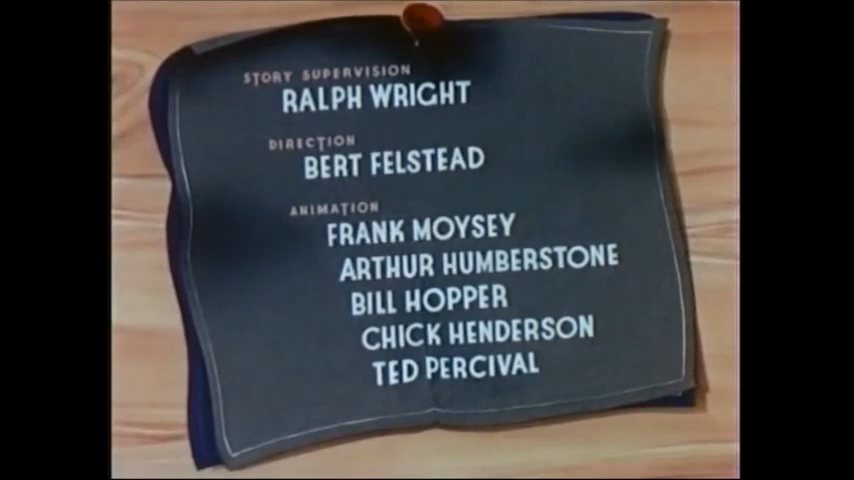 STORY SUPERVISION
RALPH WRIGHT
DIRECTION
BERT FELSTEAD
ANIMATION
FRANK MOYSEY
ARTHUR HUMBERSTONE
BILL HOPPER
CHICK HENDERSON
TED PERCIVAL